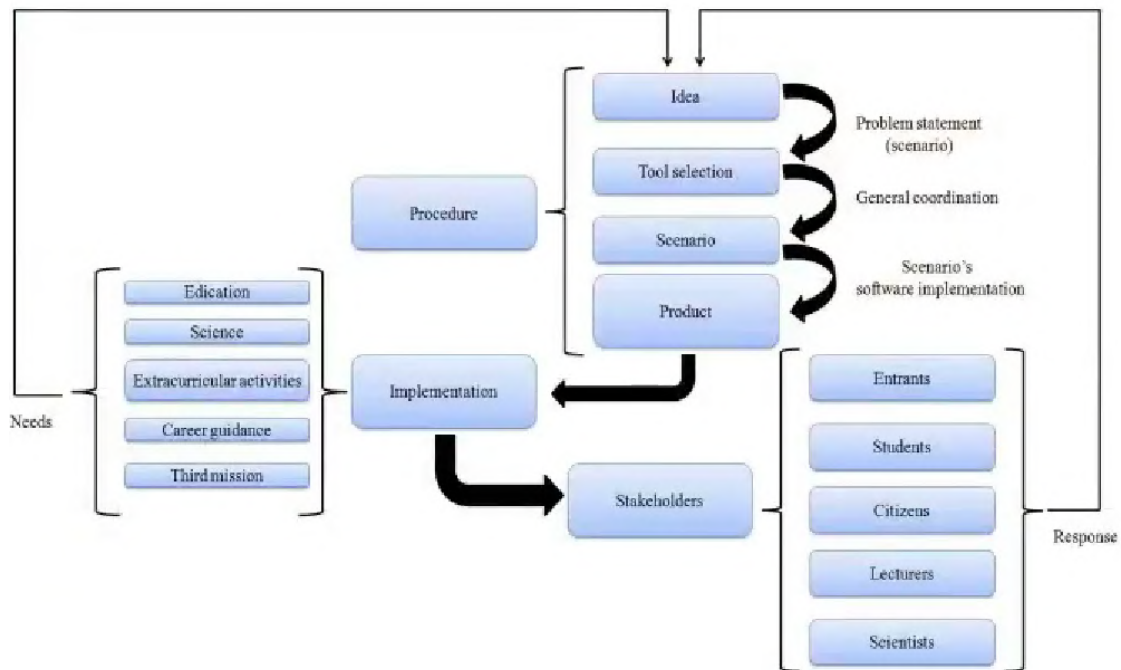 Idea
Problem statement
(scenario)
Tool selection
Procedure
General coordination
Scenario
Scenario's
software implementation
Product
Edication
Science
Extracurricular activities
Career guidance
Third mission
Needs
Implementation
Stakeholders
Entrants
Students
Citizens
Lecturers
Scientists
Response